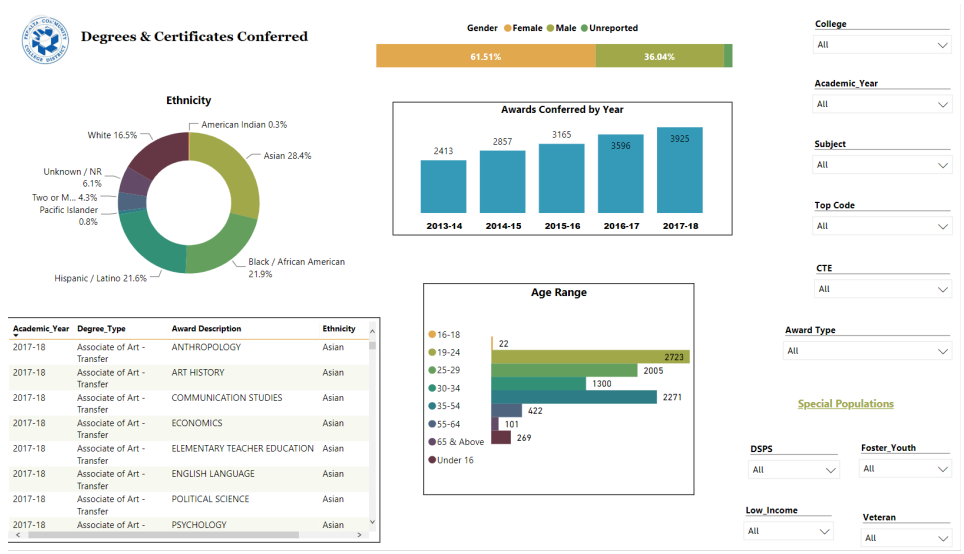 PERALTA COMMUNITY
COLLEGE DISTRICT
Degrees & Certificates Conferred
Gender Female Male Unreported
61.51% 36.04%
Ethnicity
American Indian 0.3%
White 16.5%
Asian 28.4%
Unknown / NR
6.1%
Two or M... 4.3%
Pacific Islander
0.8%
Black / African American
21.9%
Hispanic / Latino 21.6%
Awards Conferred by Year
2413 2857 3165 3596 3925
2013-14 2014-15 2015-16 2016-17 2017-18
Academic_Year Degree_Type Award Description Ethnicity
2017-18 Associate of Art - ANTHROPOLOGY Asian
Transfer
2017-18 Associate of Art - ART HISTORY Asian
Transfer
2017-18 Associate of Art - COMMUNICATION STUDIES Asian
Transfer
2017-18 Associate of Art - ECONOMICS Asian
Transfer
2017-18 Associate of Art - ELEMENTARY TEACHER EDUCATION Asian
Transfer
2017-18 Associate of Art - ENGLISH LANGUAGE Asian
Transfer
2017-18 Associate of Art - POLITICAL SCIENCE Asian
Transfer
2017-18 Associate of Art - PSYCHOLOGY Asian
Age Range
16-18
19-24
25-29
30-34
35-54
55-64
65 & Above
Under 16
22
2723
2005
1300
2271
422
101
269
College
All
Academic_Year
All
Subject
All
Top Code
All
CTE
All
Award Type
All
Special Populations
DSPS Foster_Youth
All All
Low_Income Veteran
All All